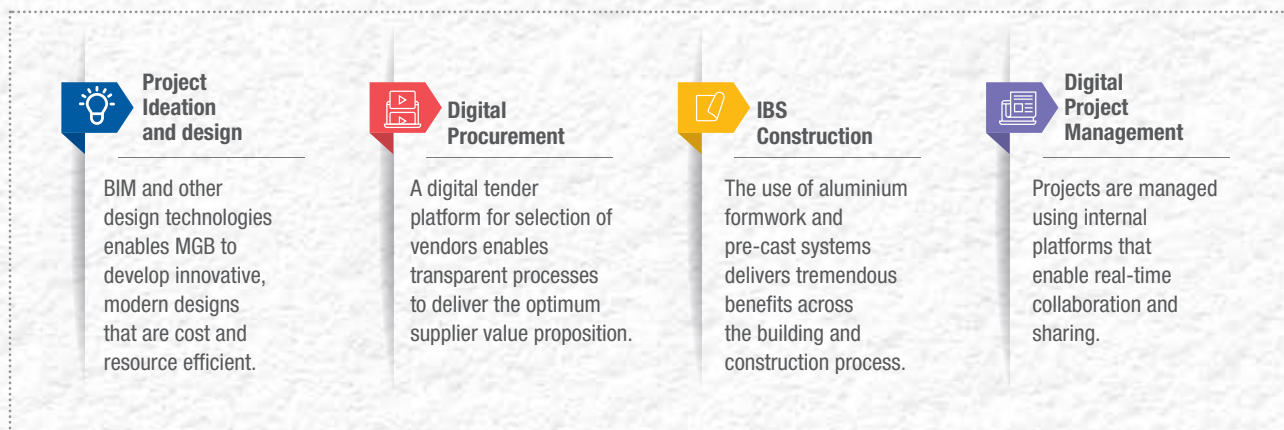 Project
Ideation
and design
BIM and other
design technologies
enables MGB to
develop innovative,
modern designs
that are cost and
resource efficient.
Digital
Procurement
A digital tender
platform for selection of
vendors enables
transparent processes
to deliver the optimum
supplier value proposition.
IBS
Construction
The use of aluminium
formwork and
pre-cast systems
delivers tremendous
benefits across
the building and
construction process.
Digital
Project
Management
Projects are managed
using internal
platforms that
enable real-time
collaboration and
sharing.